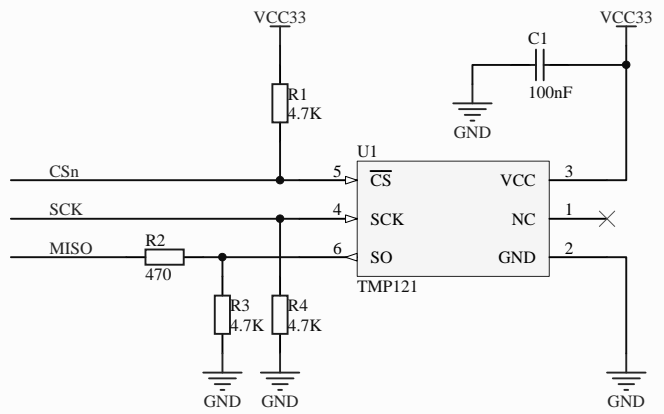 VCC33
VCC33
C1
R1
4.7K
100nF
GND
U1
CSn
5
CS
VCC
3
SCK
4
SCK
NC
1
MISO
R2
470
6
SO
GND
2
TMP121
R3
4.7K
R4
4.7K
GND
GND
GND